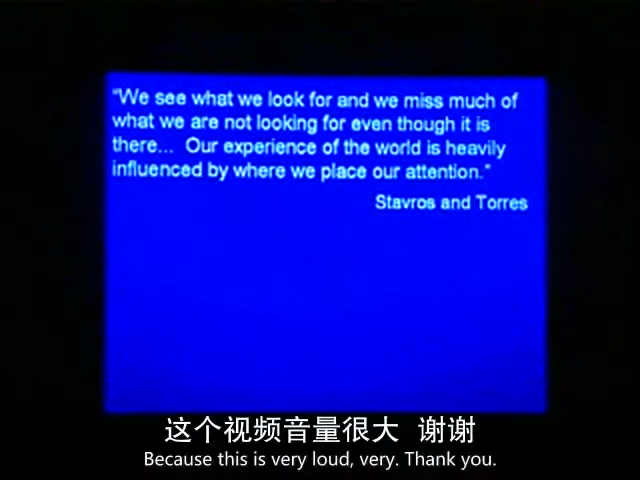 "We see what we look for and we miss much of
what we are not looking for even though it is
there... Our experience of the world is heavily
influenced by where we place our attention."
Stavros and Torres
这个视频音量很大 谢谢
Because this is very loud, very. Thank you.